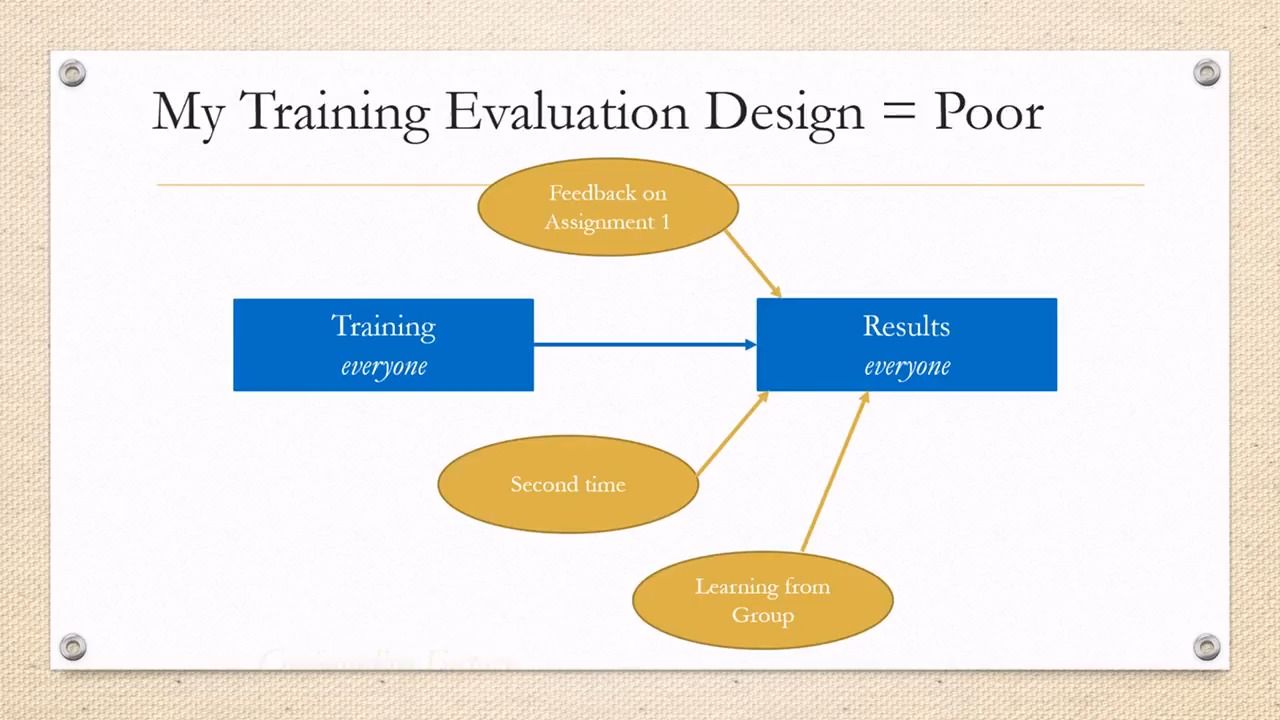 My Training Evaluation Design = Poor
Feedback on
Assignment 1
Training
everyone
Results
everyone
Second time
Learning from
Group